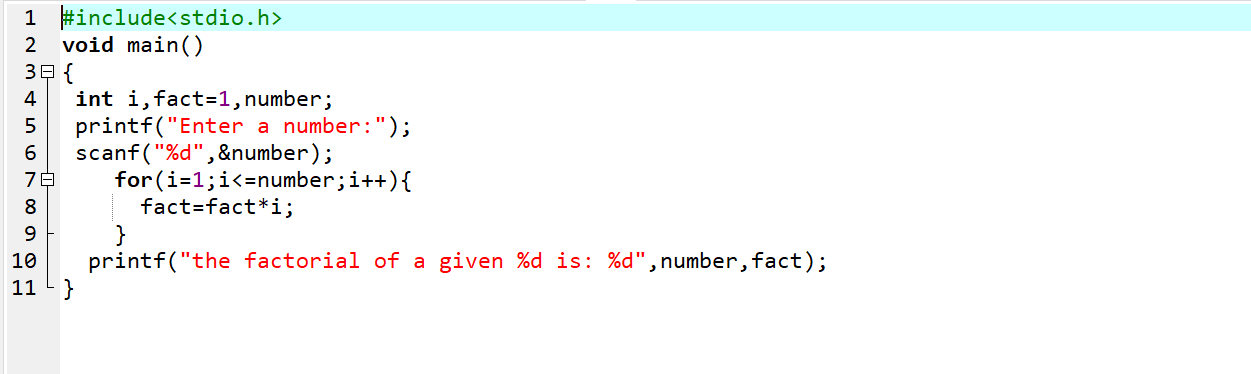 1 #include<stdio.h>
2 void main()
3 {
4 int i,fact=1,number;
5 printf("Enter a number:");
6 scanf("%d",&number);
7 for(i=1;i<=number;i++){
8 fact=fact*i;
9 }
10 printf("the factorial of a given %d is: %d",number,fact);
11 }